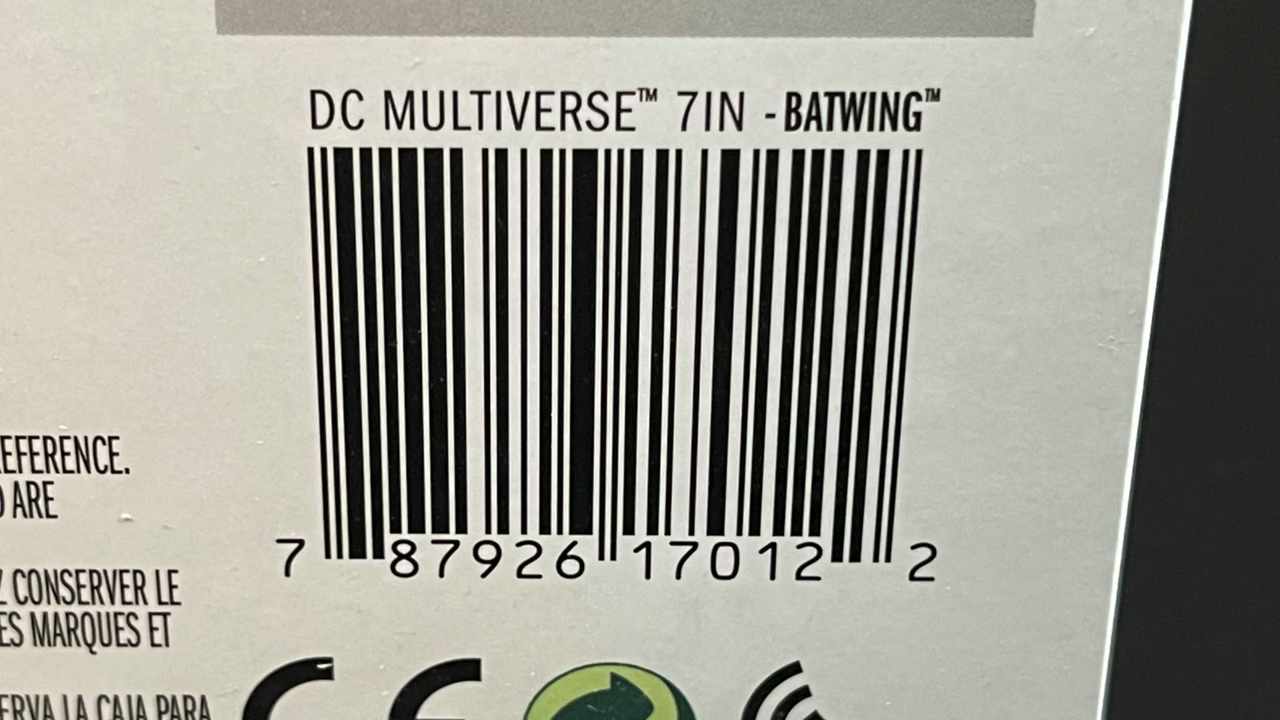 DC MULTIVERSE™ 7IN - BATWING™
7 87926 17012 2
EFERENCE.
ARE
CONSERVER LE
ES MARQUES ET
ERVA LA CAJA PARA
CE